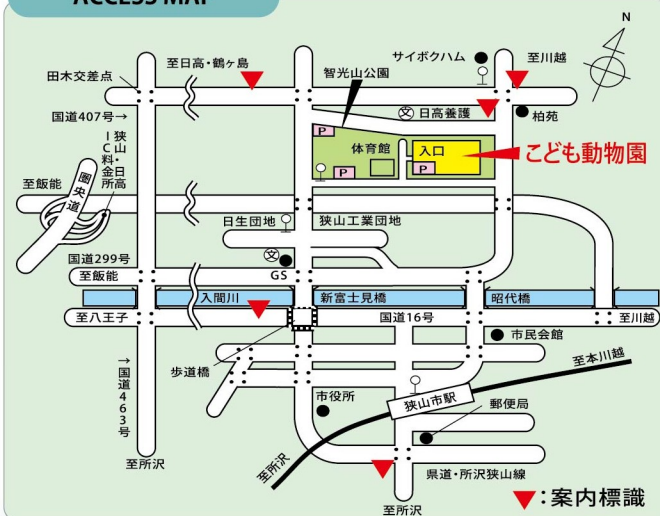 ACCESS MAP
N
サイボクハム
至川越
至日高・鶴ヶ島
智光山公園
田木交差点
国道407号→
文 日高養護
柏苑
P
体育館
入口
P
P
こども動物園
狭山・日高
IC料金所
圏央道
至飯能
日生団地
狭山工業団地
文
国道299号
至飯能
GS
入間川
新富士見橋
昭代橋
至八王子
国道16号
至川越
市民会館
→国道463号
歩道橋
至本川越
市役所
狭山市駅
郵便局
至所沢
至所沢
県道・所沢狭山線
至所沢
:案内標識